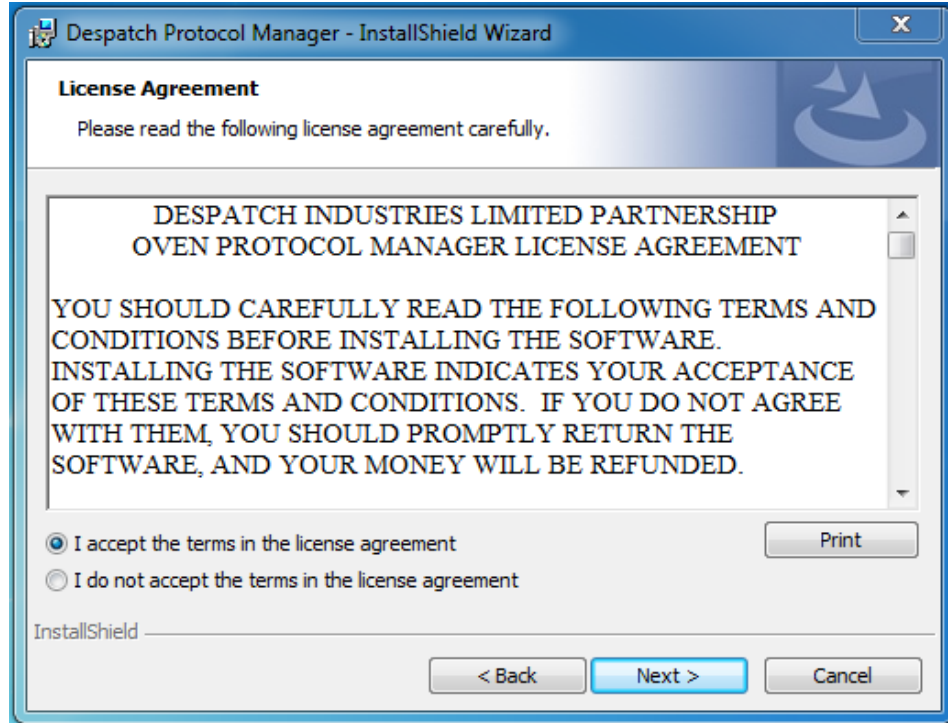 Despatch Protocol Manager - InstallShield Wizard
X
License Agreement
Please read the following license agreement carefully.
DESPATCH INDUSTRIES LIMITED PARTNERSHIP
OVEN PROTOCOL MANAGER LICENSE AGREEMENT
YOU SHOULD CAREFULLY READ THE FOLLOWING TERMS AND
CONDITIONS BEFORE INSTALLING THE SOFTWARE.
INSTALLING THE SOFTWARE INDICATES YOUR ACCEPTANCE
OF THESE TERMS AND CONDITIONS.  IF YOU DO NOT AGREE
WITH THEM, YOU SHOULD PROMPTLY RETURN THE
SOFTWARE, AND YOUR MONEY WILL BE REFUNDED.
I accept the terms in the license agreement
Print
I do not accept the terms in the license agreement
InstallShield
< Back
Next >
Cancel